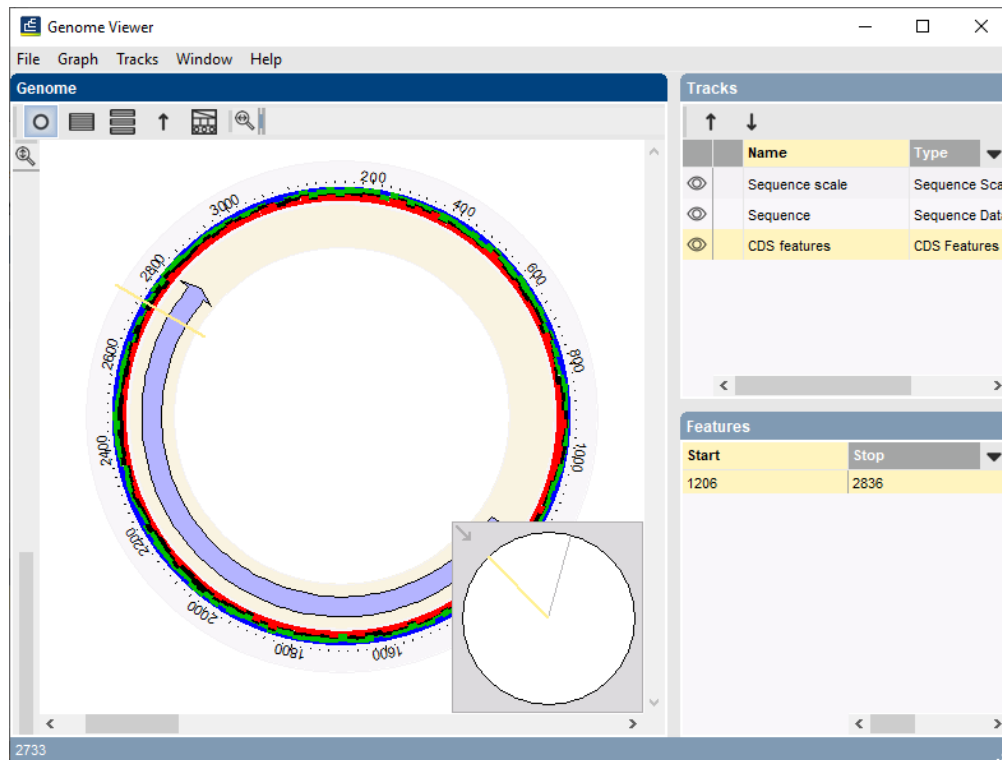 Genome Viewer
File Graph Tracks Window Help
Genome
Tracks
Name Type
Sequence scale Sequence Sca
Sequence Sequence Dat
CDS features CDS Features
200
3000
400
2800
600
2600
800
2400
1000
2200
2000
1800
1600
Features
Start Stop
1206 2836
2733